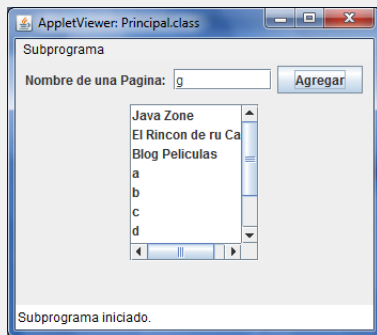 AppletViewer: Principal.class
Subprograma
Nombre de una Pagina: g Agregar
Java Zone
El Rincon de ru Ca
Blog Peliculas
a
b
c
d
Subprograma iniciado.